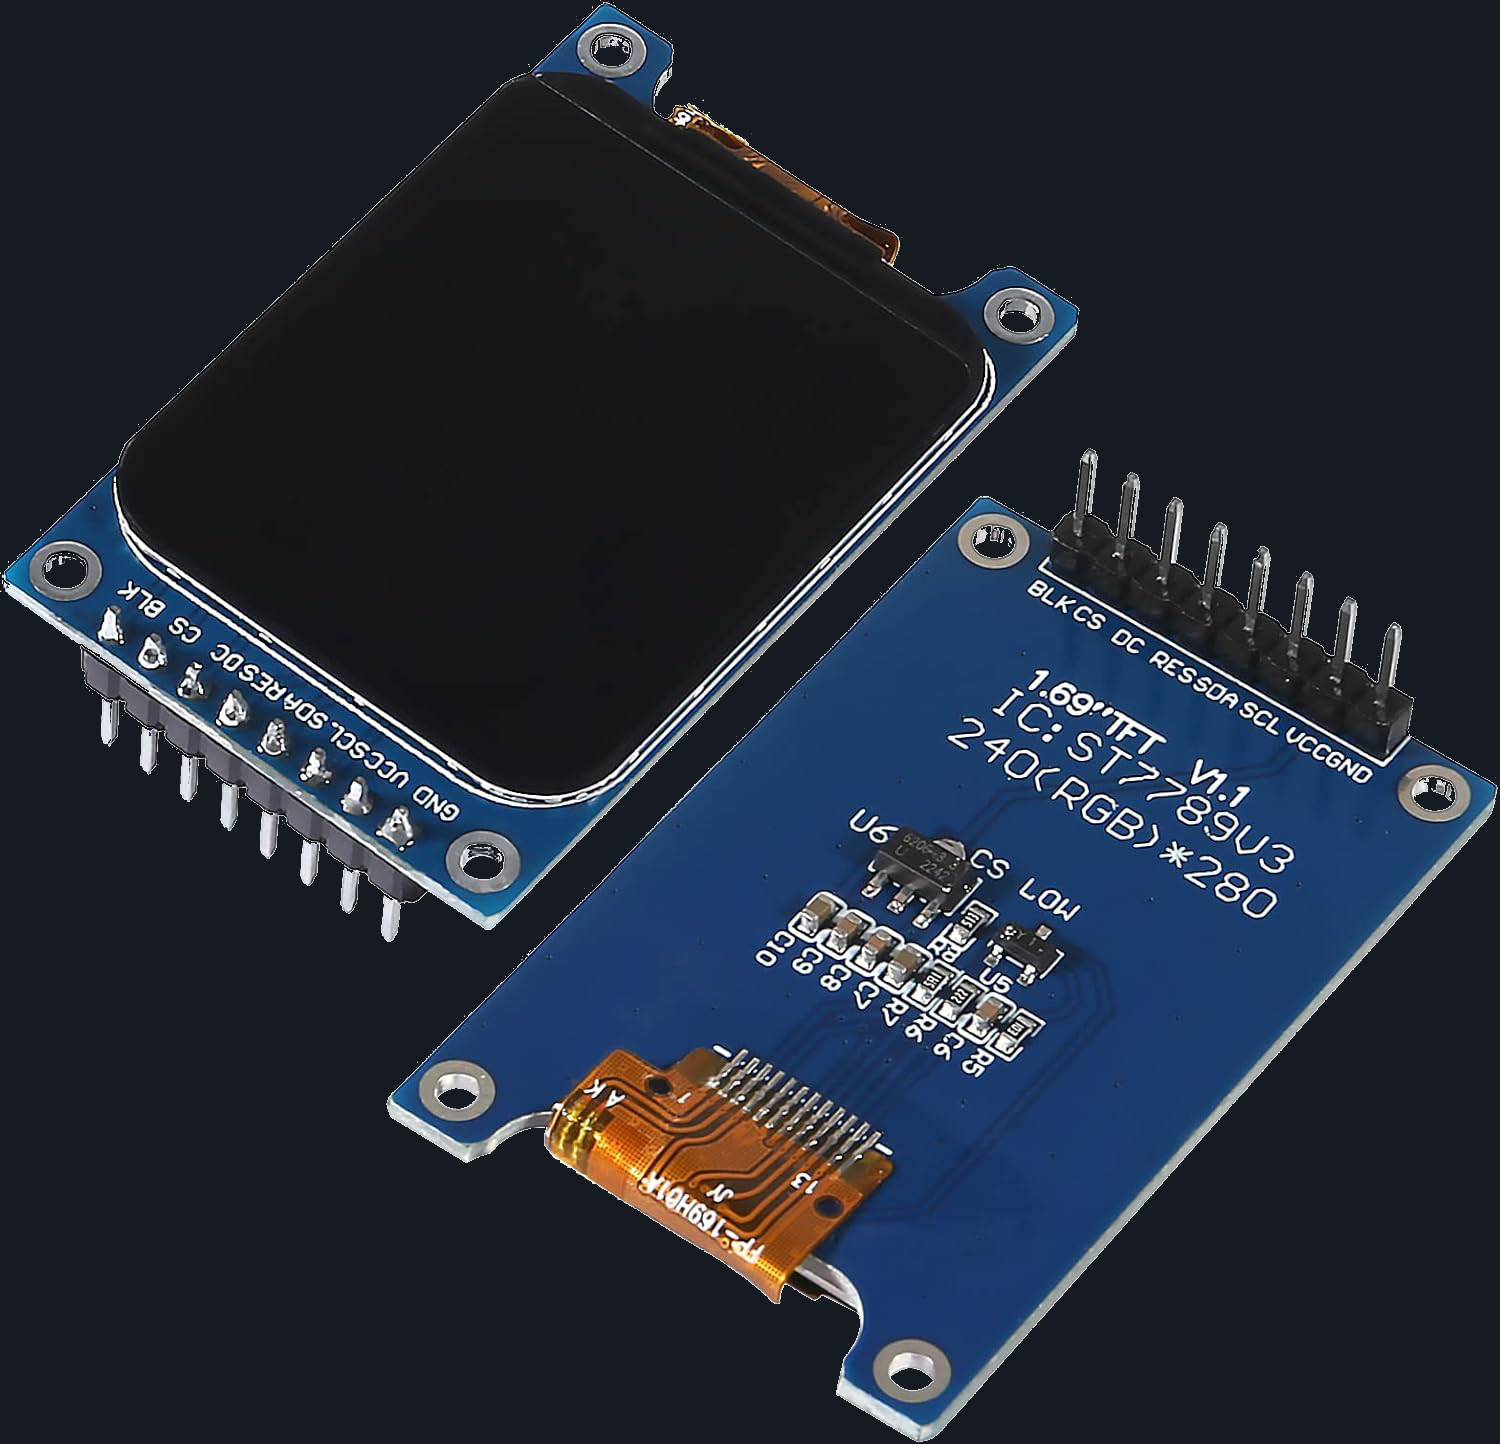 BLK
CS
DC
RES
SDA
SCL
VCC
GND
BLK CS DC RES SDA SCL VCC GND
1.69"TFT V1.1
IC:ST7789V3
240(RGB)*280
U6
CS LOW
U5
C10
C9
C8
C7
R7
R6
C6
R5
A K
1
13
JY
FP-169H01A